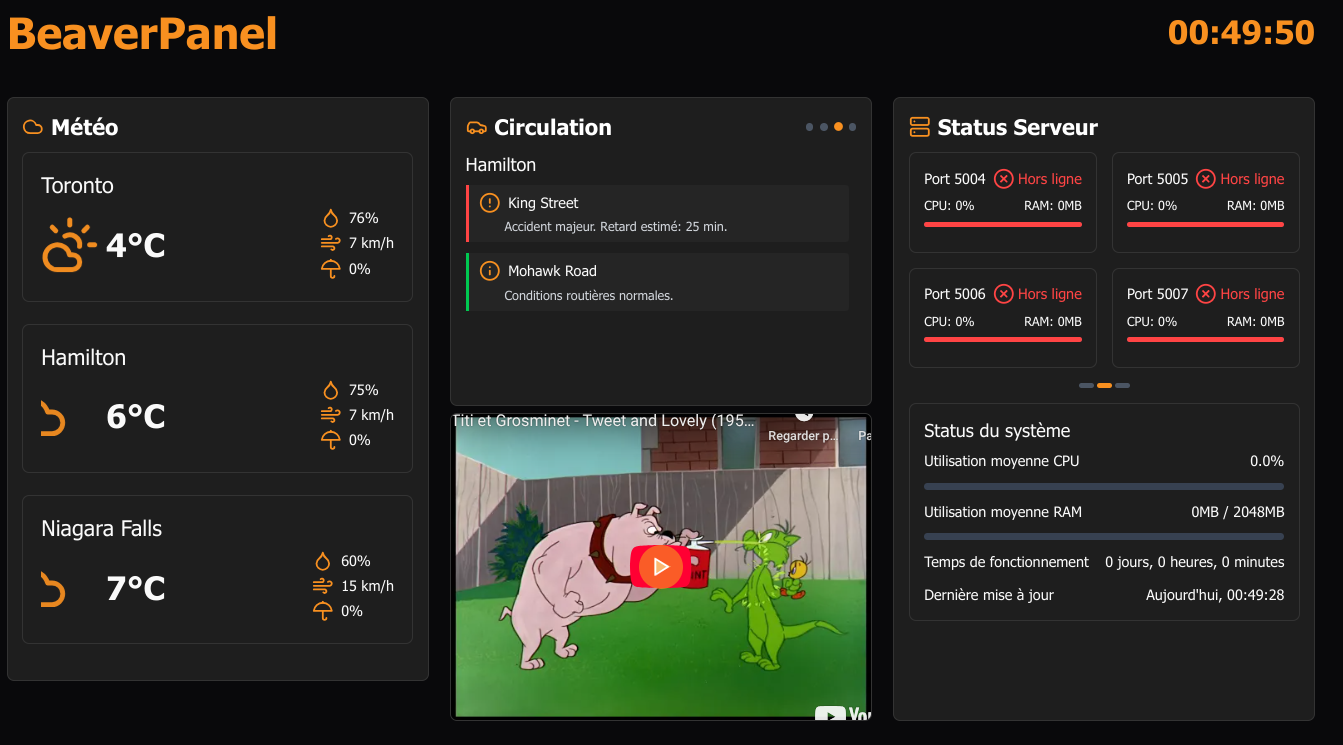 BeaverPanel
00:49:50
Météo
Toronto
4°C
76%
7 km/h
0%
Hamilton
6°C
75%
7 km/h
0%
Niagara Falls
7°C
60%
15 km/h
0%
Circulation
Hamilton
King Street
Accident majeur. Retard estimé: 25 min.
Mohawk Road
Conditions routières normales.
Titi et Grosminet - Tweet and Lovely (195...
Regarder p...
Pa
You
Status Serveur
Port 5004 Hors ligne
CPU: 0% RAM: 0MB
Port 5005 Hors ligne
CPU: 0% RAM: 0MB
Port 5006 Hors ligne
CPU: 0% RAM: 0MB
Port 5007 Hors ligne
CPU: 0% RAM: 0MB
Status du système
Utilisation moyenne CPU 0.0%
Utilisation moyenne RAM 0MB / 2048MB
Temps de fonctionnement 0 jours, 0 heures, 0 minutes
Dernière mise à jour Aujourd'hui, 00:49:28